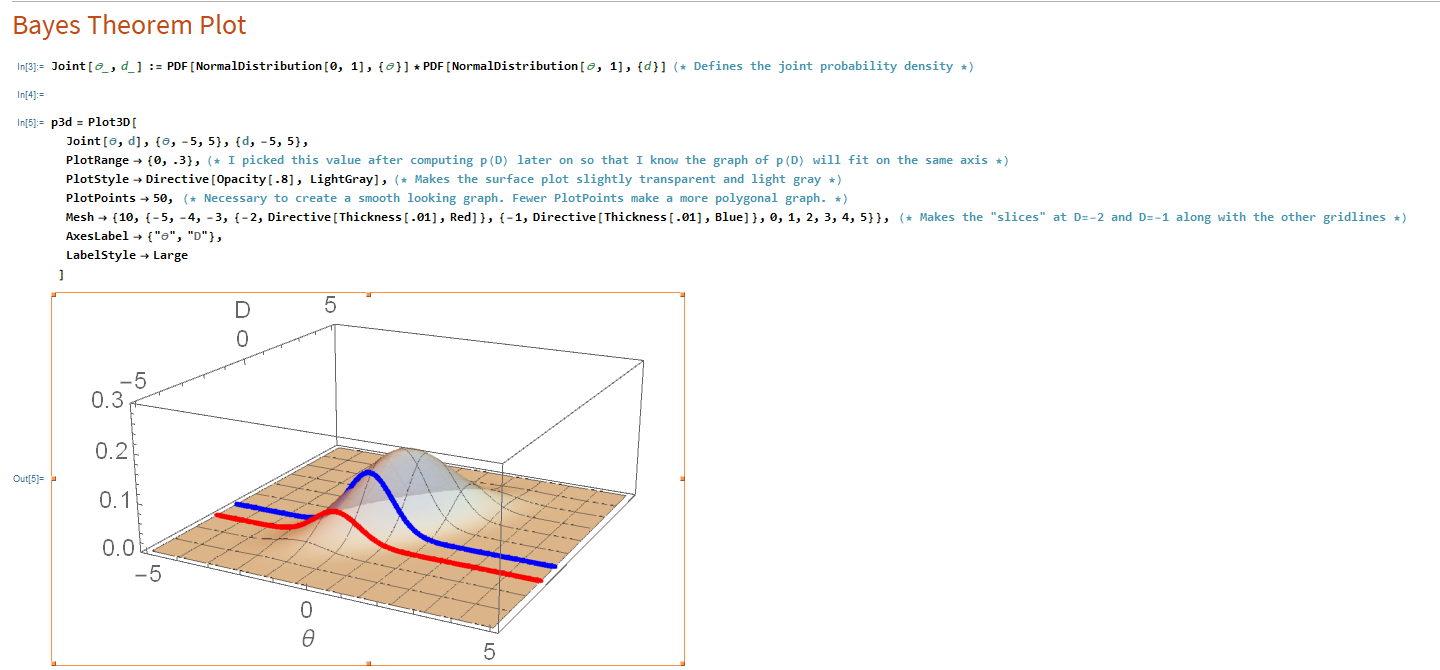 Bayes Theorem Plot
In[3]:= Joint[θ_, d_] := PDF[NormalDistribution[0, 1], {θ}] * PDF[NormalDistribution[θ, 1], {d}] (* Defines the joint probability density *)
In[4]:=
In[5]:= p3d = Plot3D[
Joint[θ, d], {θ, -5, 5}, {d, -5, 5},
PlotRange → {0, .3}, (* I picked this value after computing p(D) later on so that I know the graph of p(D) will fit on the same axis *)
PlotStyle → Directive[Opacity[.8], LightGray], (* Makes the surface plot slightly transparent and light gray *)
PlotPoints → 50, (* Necessary to create a smooth looking graph. Fewer PlotPoints make a more polygonal graph. *)
Mesh → {10, {-5, -4, -3, {-2, Directive[Thickness[.01], Red]}, {-1, Directive[Thickness[.01], Blue]}, 0, 1, 2, 3, 4, 5}}, (* Makes the "slices" at D=-2 and D=-1 along with the other gridlines *)
AxesLabel → {"θ", "D"},
LabelStyle → Large
]
Out[5]=
D
5
0
-5
0.3
0.2
0.1
0.0
-5
0
θ
5